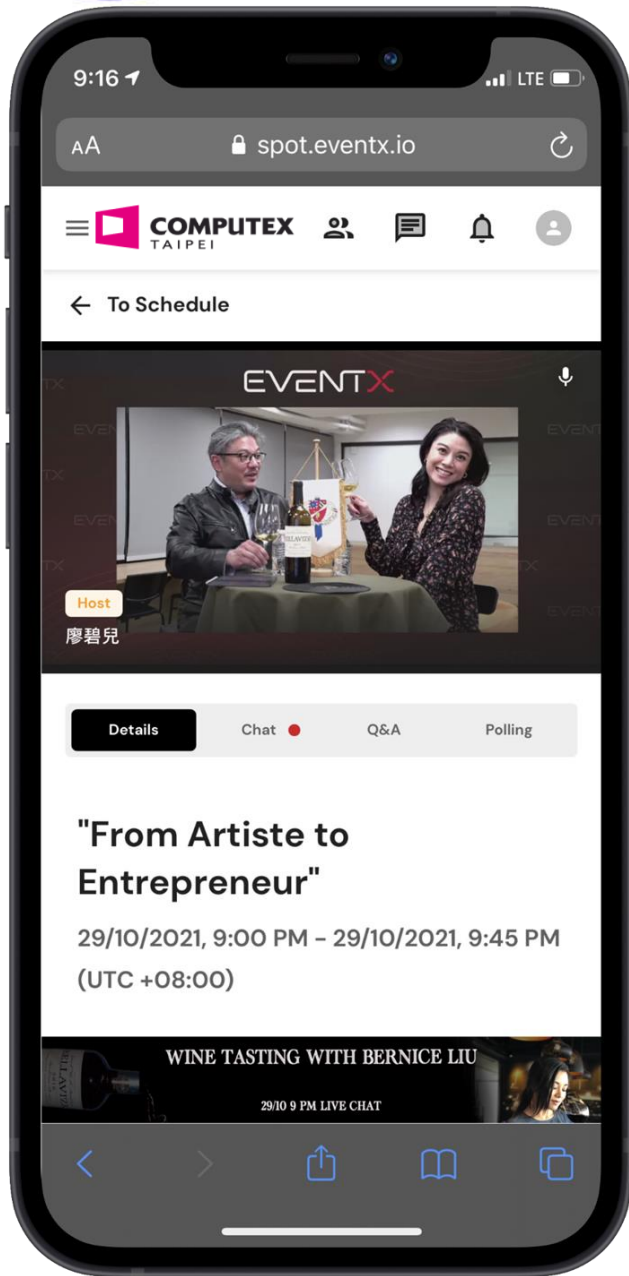 9:16
LTE
AA
spot.eventx.io
COMPUTEX
TAIPEI
To Schedule
EVENTX
Host
廖碧兒
Details
Chat
Q&A
Polling
"From Artiste to
Entrepreneur"
29/10/2021, 9:00 PM – 29/10/2021, 9:45 PM
(UTC +08:00)
WINE TASTING WITH BERNICE LIU
29/10 9 PM LIVE CHAT